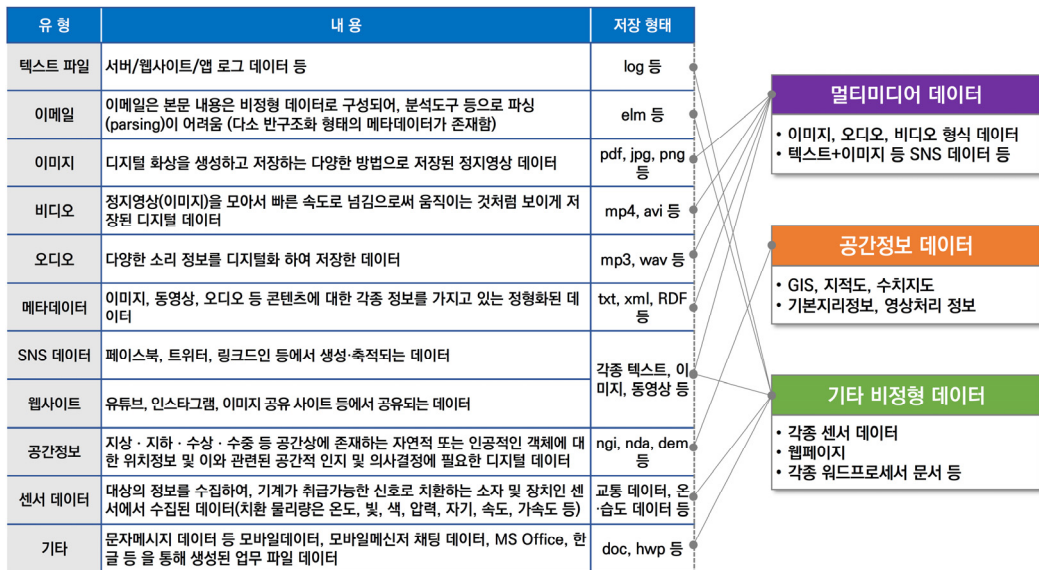 유 형
내 용
저장 형태
텍스트 파일
서버/웹사이트/앱 로그 데이터 등
log 등
이메일
이메일은 본문 내용은 비정형 데이터로 구성되어, 분석도구 등으로 파싱
(parsing)이 어려움 (다소 반구조화 형태의 메타데이터가 존재함)
elm 등
이미지
디지털 화상을 생성하고 저장하는 다양한 방법으로 저장된 정지영상 데이터
pdf, jpg, png
등
비디오
정지영상(이미지)을 모아서 빠른 속도로 넘김으로써 움직이는 것처럼 보이게 저
장된 디지털 데이터
mp4, avi 등
오디오
다양한 소리 정보를 디지털화 하여 저장한 데이터
mp3, wav 등
메타데이터
이미지, 동영상, 오디오 등 콘텐츠에 대한 각종 정보를 가지고 있는 정형화된 데
이터
txt, xml, RDF
등
SNS 데이터
페이스북, 트위터, 링크드인 등에서 생성·축적되는 데이터
각종 텍스트, 이
미지, 동영상 등
웹사이트
유튜브, 인스타그램, 이미지 공유 사이트 등에서 공유되는 데이터
공간정보
지상 · 지하 · 수상 · 수중 등 공간상에 존재하는 자연적 또는 인공적인 객체에 대
한 위치정보 및 이와 관련된 공간적 인지 및 의사결정에 필요한 디지털 데이터
ngi, nda, dem
등
센서 데이터
대상의 정보를 수집하여, 기계가 취급가능한 신호로 치환하는 소자 및 장치인 센
서에서 수집된 데이터(치환 물리량은 온도, 빛, 색, 압력, 자기, 속도, 가속도 등)
교통 데이터, 온
·습도 데이터 등
기타
문자메시지 데이터 등 모바일데이터, 모바일메신저 채팅 데이터, MS Office, 한
글 등 을 통해 생성된 업무 파일 데이터
doc, hwp 등
멀티미디어 데이터
• 이미지, 오디오, 비디오 형식 데이터
• 텍스트+이미지 등 SNS 데이터 등
공간정보 데이터
• GIS, 지적도, 수치지도
• 기본지리정보, 영상처리 정보
기타 비정형 데이터
• 각종 센서 데이터
• 웹페이지
• 각종 워드프로세서 문서 등